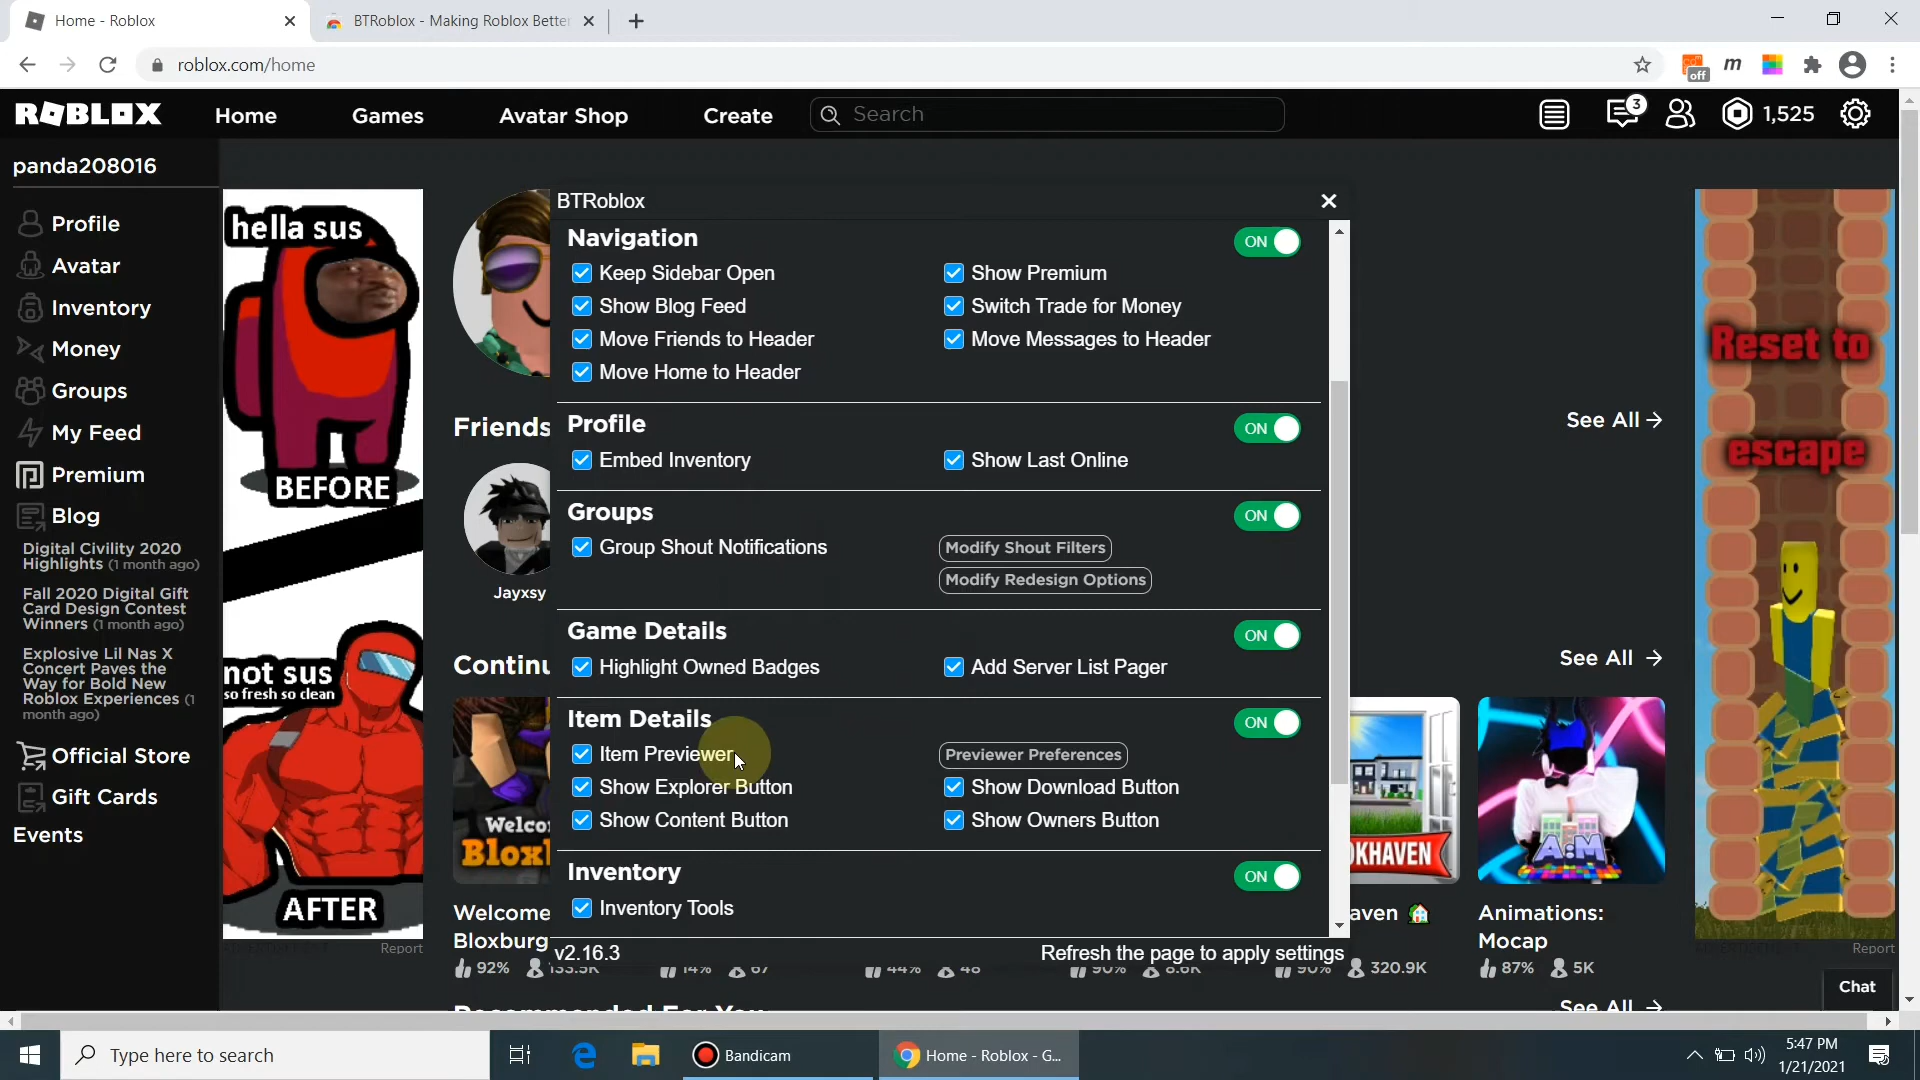 Home - Roblox
BTRoblox - Making Roblox Better
roblox.com/home
off
m
ROBLOX
Home
Games
Avatar Shop
Create
Search
3
1,525
panda208016
Profile
Avatar
Inventory
Money
Groups
My Feed
Premium
Blog
Digital Civility 2020
Highlights (1 month ago)
Fall 2020 Digital Gift
Card Design Contest
Winners (1 month ago)
Explosive Lil Nas X
Concert Paves the
Way for Bold New
Roblox Experiences (1
month ago)
Official Store
Gift Cards
Events
hella sus
BEFORE
not sus
so fresh so clean
AFTER
Report
Friends
See All →
Jayxsy
Continu
See All →
BTRoblox
Navigation
ON
Keep Sidebar Open
Show Premium
Show Blog Feed
Switch Trade for Money
Move Friends to Header
Move Messages to Header
Move Home to Header
Profile
ON
Embed Inventory
Show Last Online
Groups
ON
Group Shout Notifications
Modify Shout Filters
Modify Redesign Options
Game Details
ON
Highlight Owned Badges
Add Server List Pager
Item Details
ON
Item Previewer
Previewer Preferences
Show Explorer Button
Show Download Button
Show Content Button
Show Owners Button
Inventory
ON
Inventory Tools
v2.16.3
Refresh the page to apply settings
Welcome
Bloxburg
92%
aven
320.9K
OKHAVEN
A:M
Animations:
Mocap
87%
5K
See All →
Reset to
escape
Report
Chat
Type here to search
Bandicam
Home - Roblox - G...
5:47 PM
1/21/2021